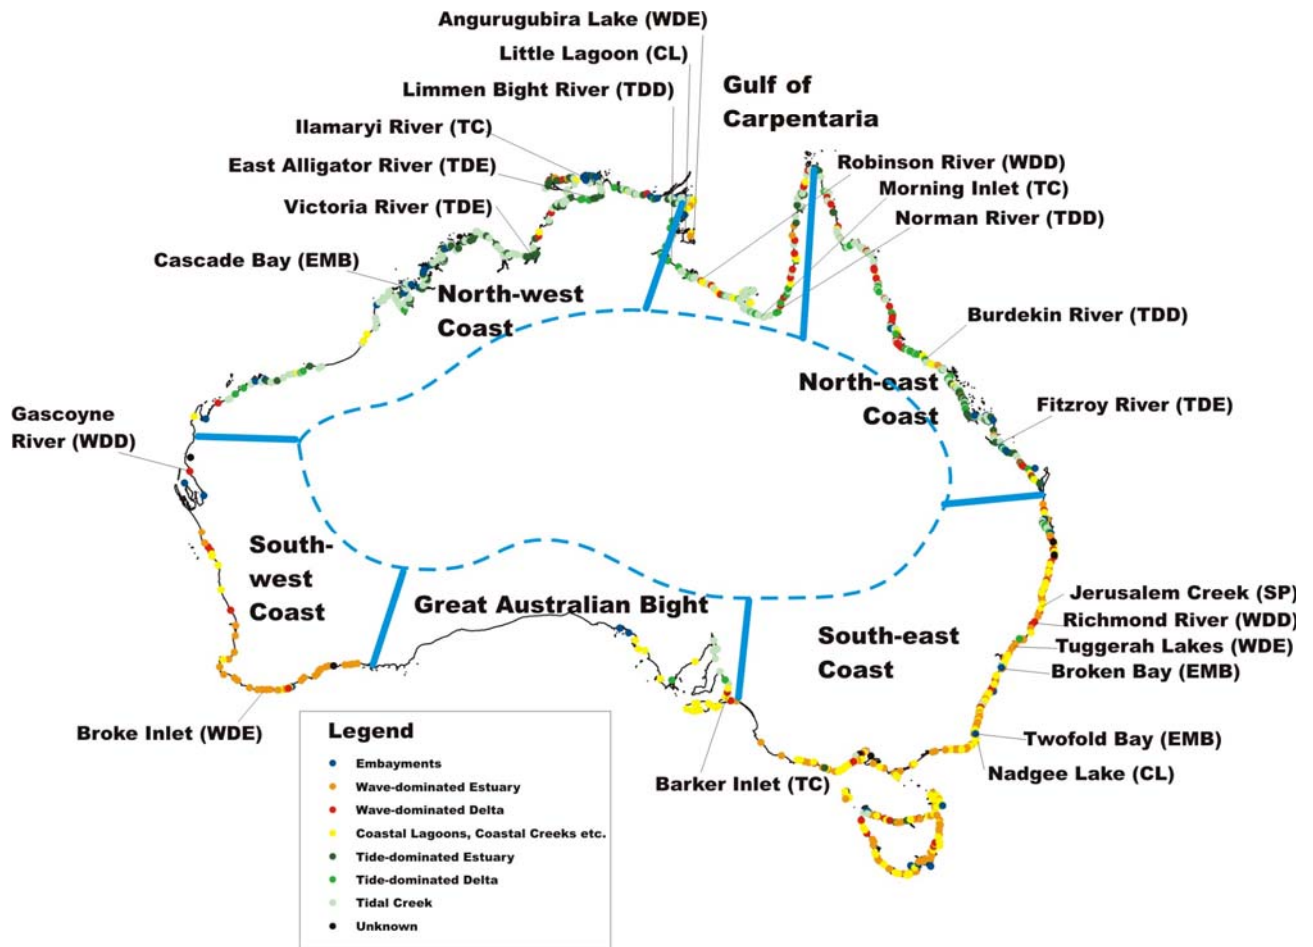 Angurugubira Lake (WDE)
Little Lagoon (CL)
Limmen Bight River (TDD)
Ilamaryi River (TC)
East Alligator River (TDE)
Victoria River (TDE)
Cascade Bay (EMB)
Gulf of
Carpentaria
Robinson River (WDD)
Morning Inlet (TC)
Norman River (TDD)
North-west
Coast
Burdekin River (TDD)
North-east
Coast
Fitzroy River (TDE)
Gascoyne
River (WDD)
South-
west
Coast
Great Australian Bight
South-east
Coast
Jerusalem Creek (SP)
Richmond River (WDD)
Tuggerah Lakes (WDE)
Broken Bay (EMB)
Twofold Bay (EMB)
Nadgee Lake (CL)
Broke Inlet (WDE)
Barker Inlet (TC)
Legend
Embayments
Wave-dominated Estuary
Wave-dominated Delta
Coastal Lagoons, Coastal Creeks etc.
Tide-dominated Estuary
Tide-dominated Delta
Tidal Creek
Unknown